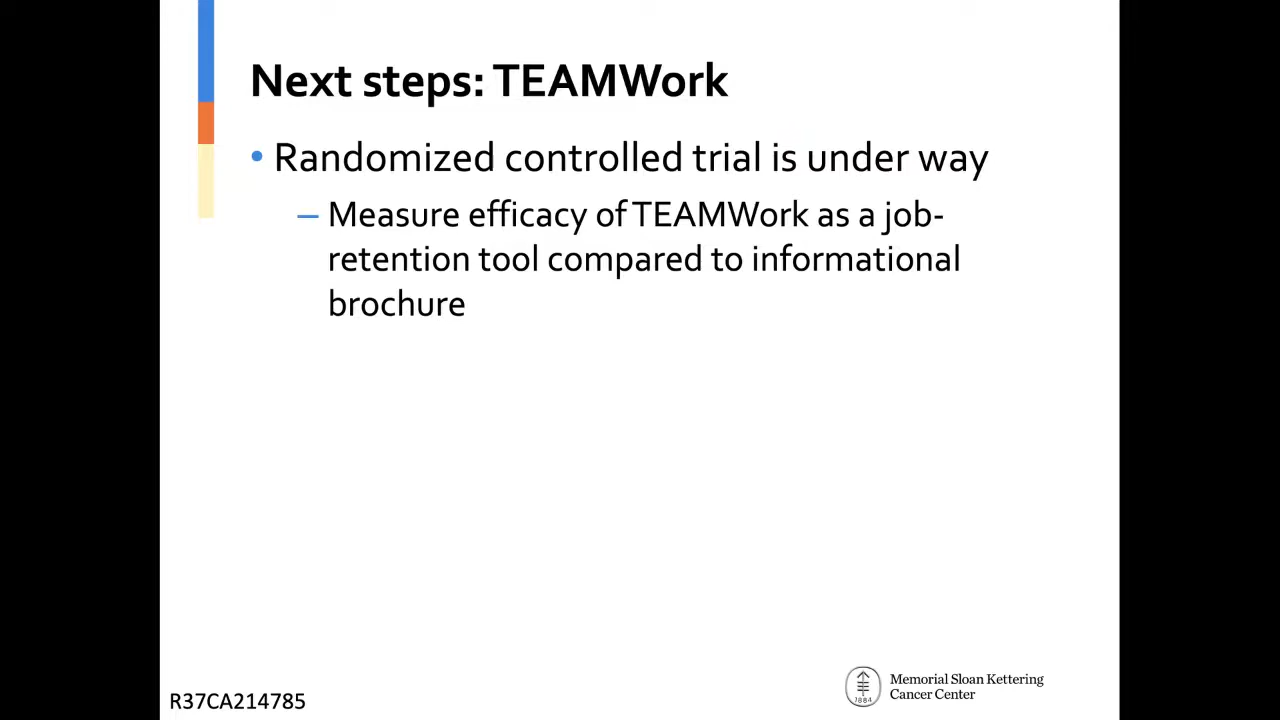 Next steps: TEAMWork
• Randomized controlled trial is under way
– Measure efficacy of TEAMWork as a job-
retention tool compared to informational
brochure
1884
Memorial Sloan Kettering
Cancer Center
R37CA214785